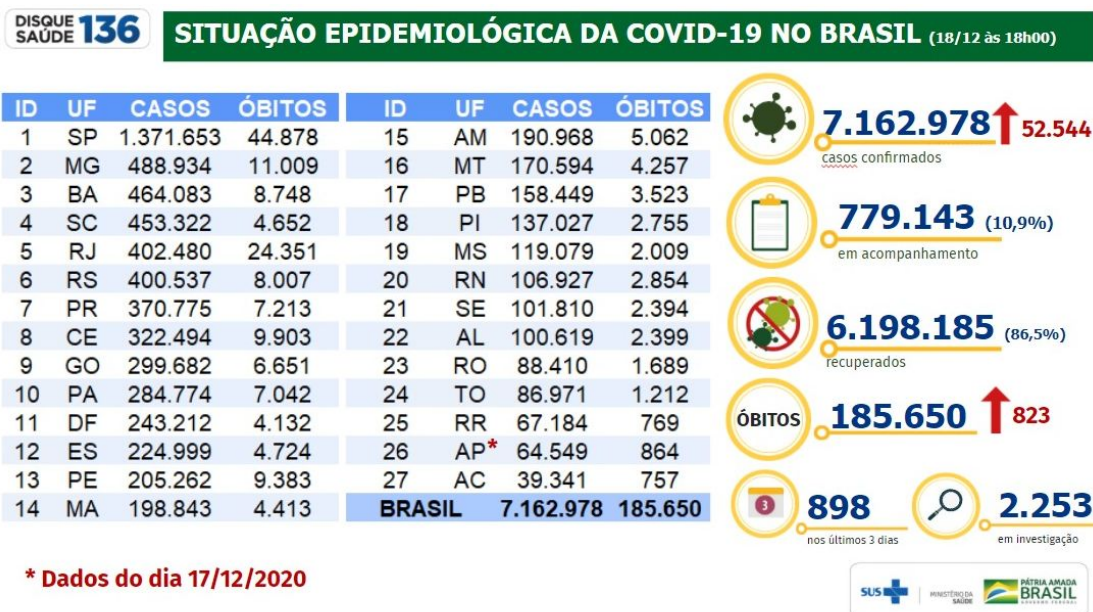 DISQUE
SAÚDE 136
SITUAÇÃO EPIDEMIOLÓGICA DA COVID-19 NO BRASIL (18/12 às 18h00)
ID UF CASOS ÓBITOS
1 SP 1.371.653 44.878
2 MG 488.934 11.009
3 BA 464.083 8.748
4 SC 453.322 4.652
5 RJ 402.480 24.351
6 RS 400.537 8.007
7 PR 370.775 7.213
8 CE 322.494 9.903
9 GO 299.682 6.651
10 PA 284.774 7.042
11 DF 243.212 4.132
12 ES 224.999 4.724
13 PE 205.262 9.383
14 MA 198.843 4.413
ID UF CASOS ÓBITOS
15 AM 190.968 5.062
16 MT 170.594 4.257
17 PB 158.449 3.523
18 PI 137.027 2.755
19 MS 119.079 2.009
20 RN 106.927 2.854
21 SE 101.810 2.394
22 AL 100.619 2.399
23 RO 88.410 1.689
24 TO 86.971 1.212
25 RR 67.184 769
26 AP* 64.549 864
27 AC 39.341 757
BRASIL 7.162.978 185.650
7.162.978 52.544
casos confirmados
779.143 (10,9%)
em acompanhamento
6.198.185 (86,5%)
recuperados
ÓBITOS 185.650 823
3 898
nos últimos 3 dias
2.253
em investigação
* Dados do dia 17/12/2020
SUS
MINISTÉRIO DA
SAÚDE
PÁTRIA AMADA
BRASIL
GOVERNO FEDERAL